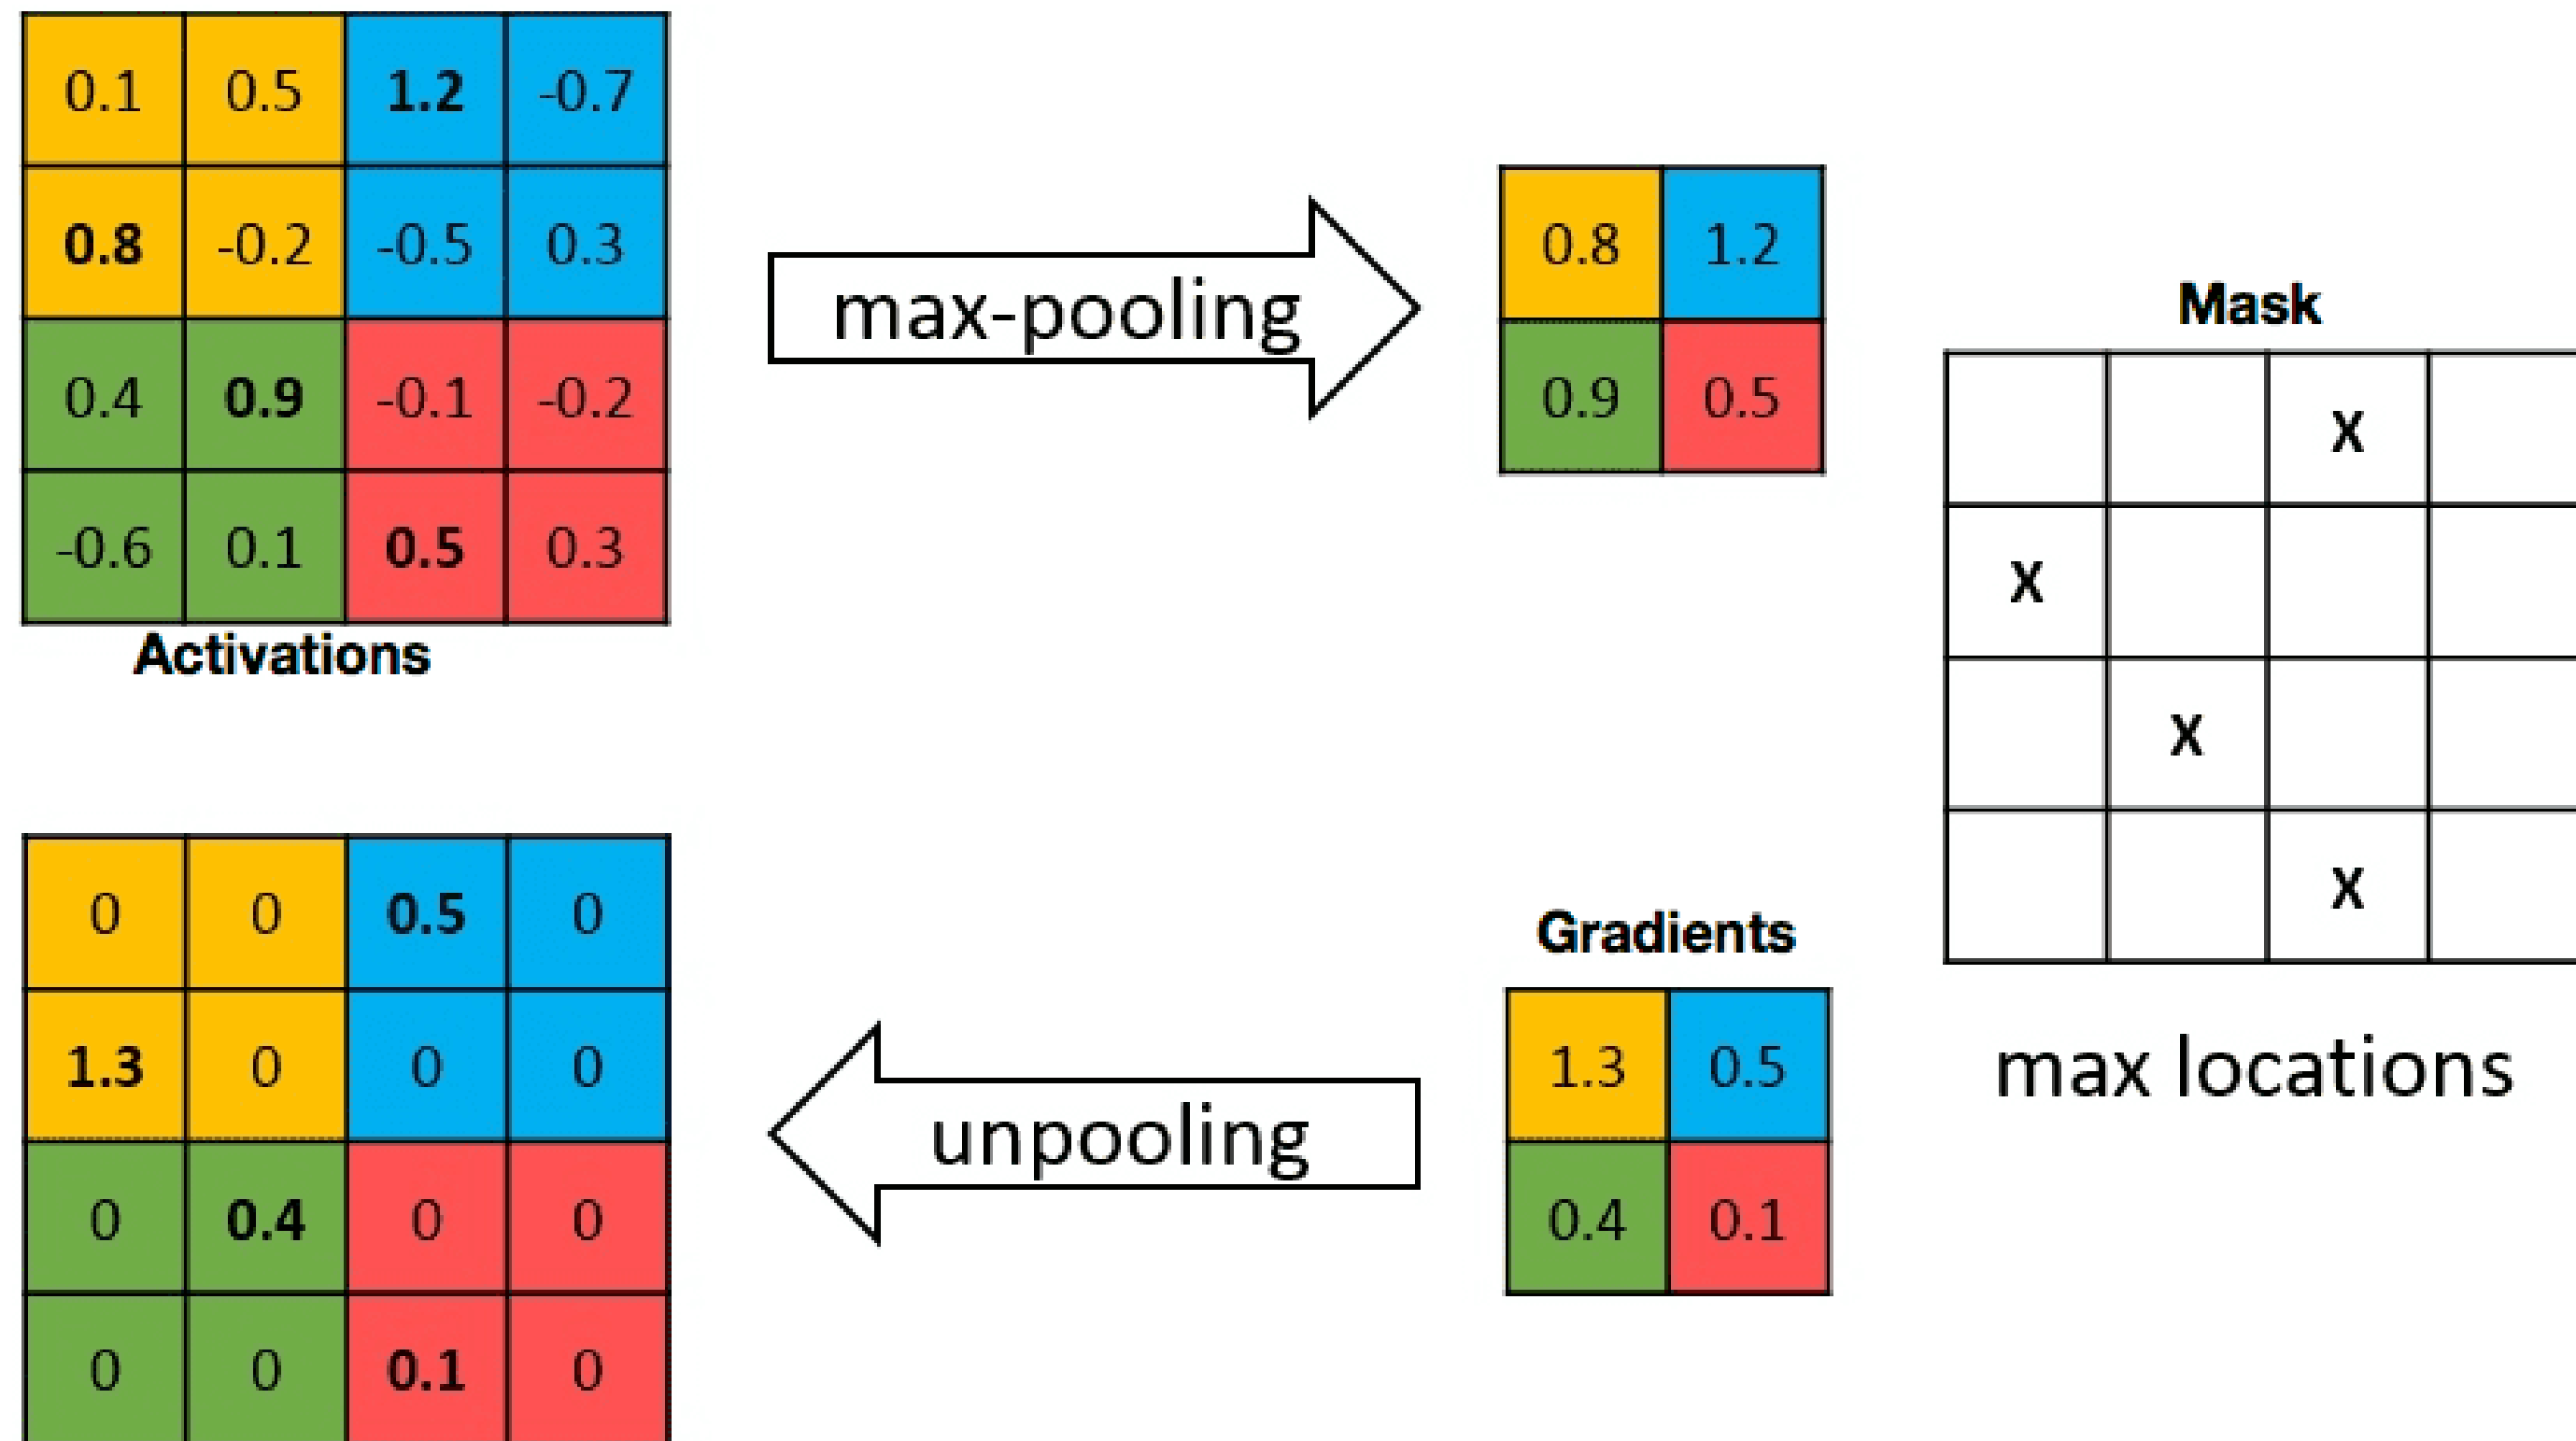 0.1 0.5 1.2 -0.7
0.8 -0.2 -0.5 0.3
0.4 0.9 -0.1 -0.2
-0.6 0.1 0.5 0.3
Activations
max-pooling
0.8 1.2
0.9 0.5
Mask
X
X
X
X
max locations
0 0 0.5 0
1.3 0 0 0
0 0.4 0 0
0 0 0.1 0
unpooling
Gradients
1.3 0.5
0.4 0.1